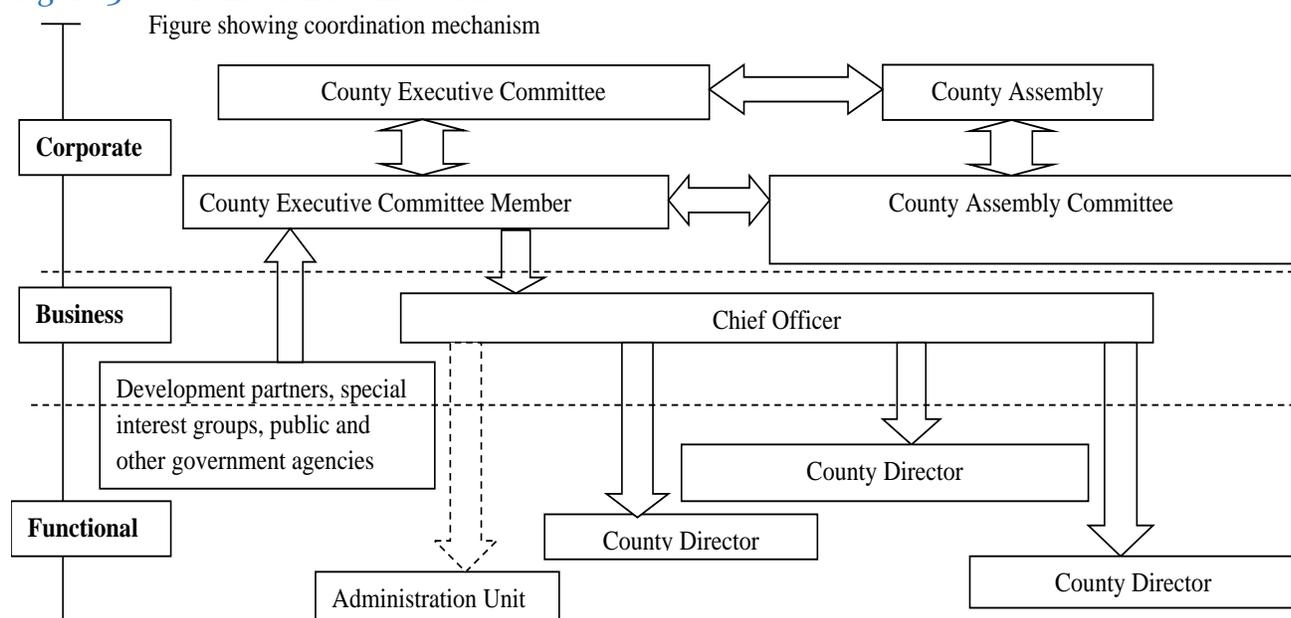 Figure showing coordination mechanism
County Executive Committee
County Assembly
Corporate
County Executive Committee Member
County Assembly Committee
Business
Chief Officer
Development partners, special
interest groups, public and
other government agencies
County Director
Functional
County Director
County Director
Administration Unit